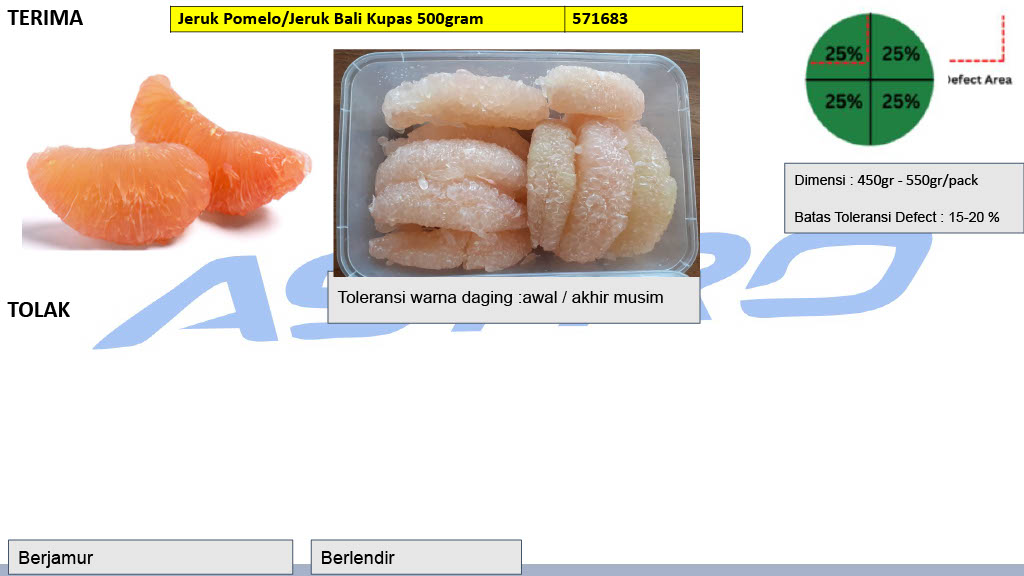 TERIMA
Jeruk Pomelo/Jeruk Bali Kupas 500gram 571683
25% 25%
25% 25%
Defect Area
Dimensi : 450gr - 550gr/pack
Batas Toleransi Defect : 15-20 %
Toleransi warna daging :awal / akhir musim
ASTRO
TOLAK
Berjamur
Berlendir